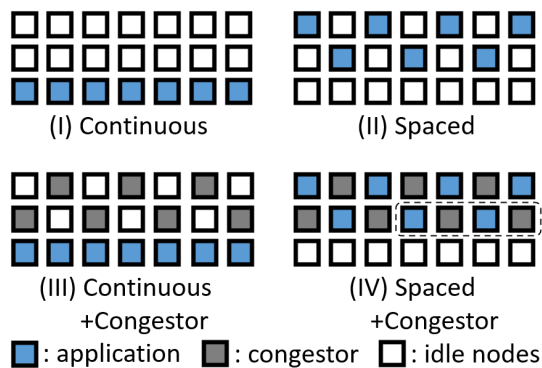 (I) Continuous
(II) Spaced
(III) Continuous
+Congestor
(IV) Spaced
+Congestor
: application
: congestor
: idle nodes